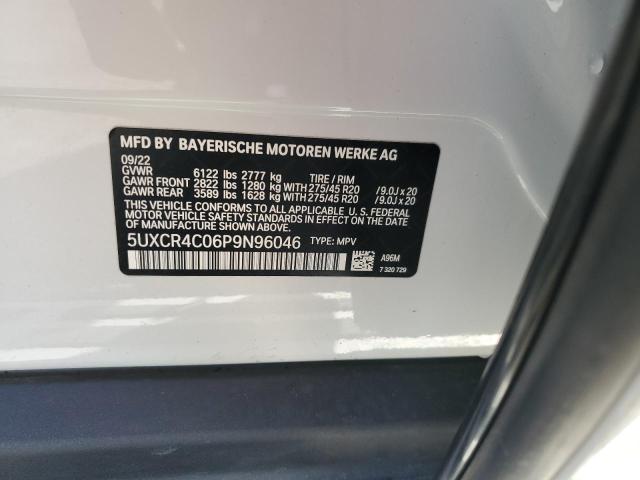 MFD BY BAYERISCHE MOTOREN WERKE AG
09/22
GVWR 6122 lbs 2777 kg TIRE / RIM
GAWR FRONT 2822 lbs 1280 kg WITH 275/45 R20 / 9.0J x 20
GAWR REAR 3589 lbs 1628 kg WITH 275/45 R20 / 9.0J x 20
THIS VEHICLE CONFORMS TO ALL APPLICABLE U.S. FEDERAL
MOTOR VEHICLE SAFETY STANDARDS IN EFFECT ON THE DATE
OF MANUFACTURE SHOWN ABOVE.
5UXCR4C06P9N96046 TYPE: MPV
A96M
7 320 729